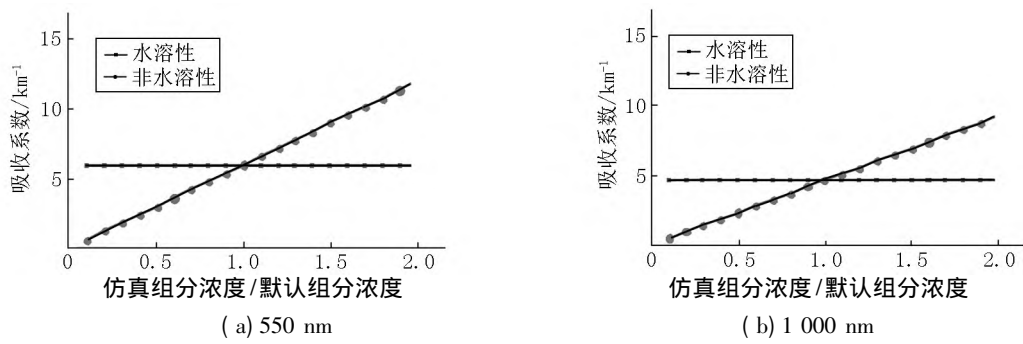 15
水溶性
非水溶性
10
5
吸收系数/km⁻¹
0 0.5 1.0 1.5 2.0
仿真组分浓度/默认组分浓度
( a) 550 nm
15
水溶性
非水溶性
10
5
吸收系数/km⁻¹
0 0.5 1.0 1.5 2.0
仿真组分浓度/默认组分浓度
( b) 1 000 nm